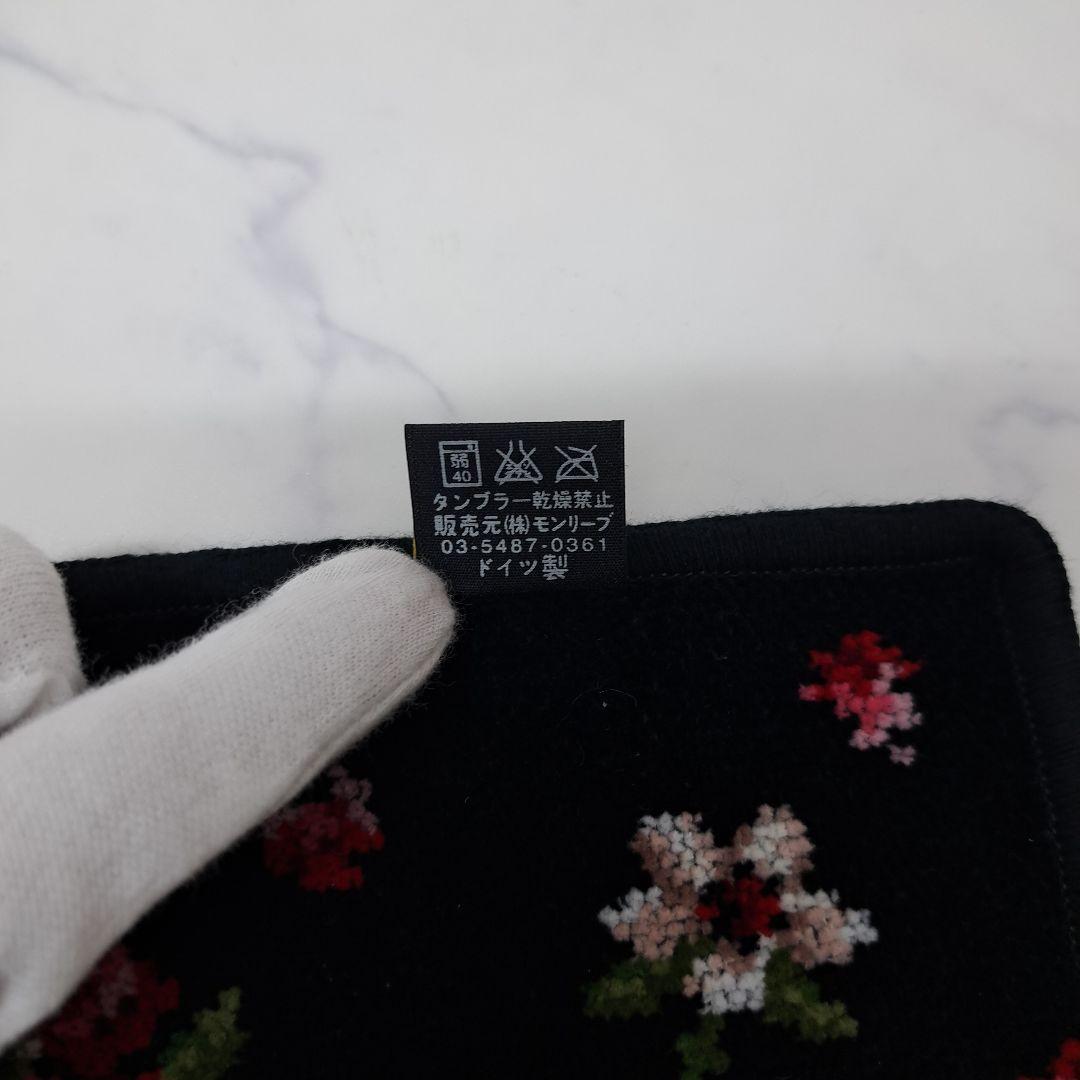 弱
40
タンブラー乾燥禁止
販売元(株)モンリーブ
03-5487-0361
ドイツ製